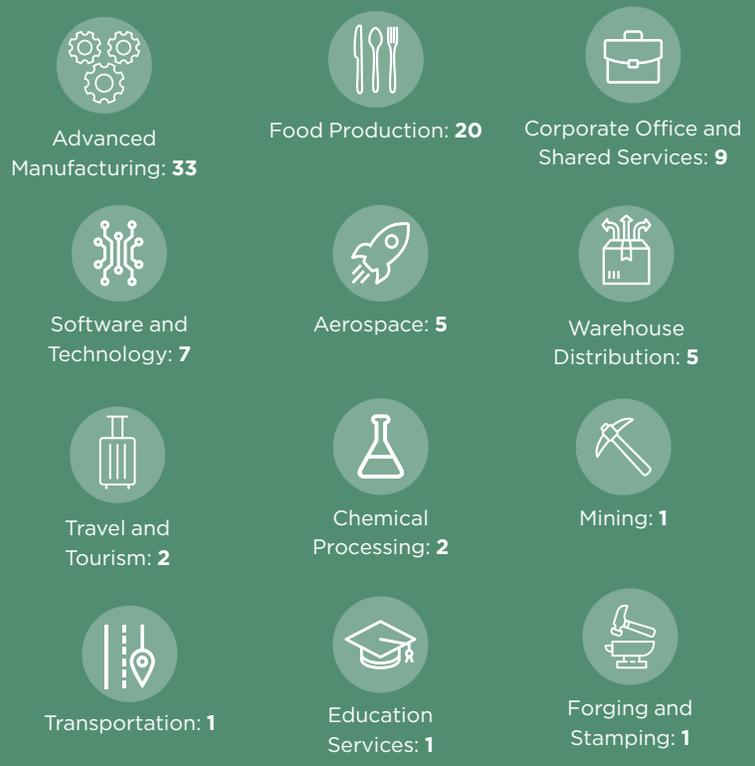 Advanced
Manufacturing: 33
Food Production: 20
Corporate Office and
Shared Services: 9
Software and
Technology: 7
Aerospace: 5
Warehouse
Distribution: 5
Travel and
Tourism: 2
Chemical
Processing: 2
Mining: 1
Transportation: 1
Education
Services: 1
Forging and
Stamping: 1